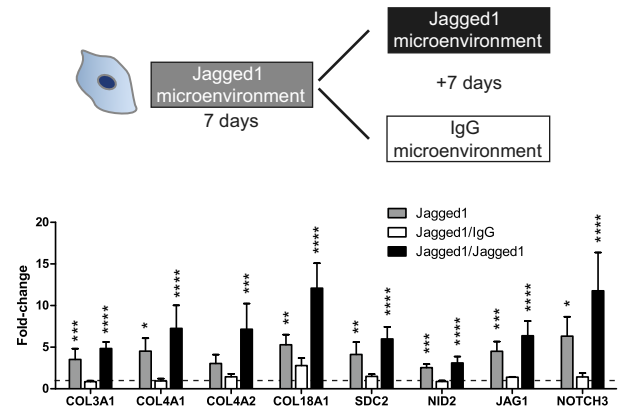 Jagged1
microenvironment
Jagged1
microenvironment
7 days
+7 days
IgG
microenvironment
Jagged1
Jagged1/IgG
Jagged1/Jagged1
Fold-change
20
15
10
5
0
*** ****
* ****
***
** ****
** ****
*** ****
*** ****
* ****
COL3A1 COL4A1 COL4A2 COL18A1 SDC2 NID2 JAG1 NOTCH3